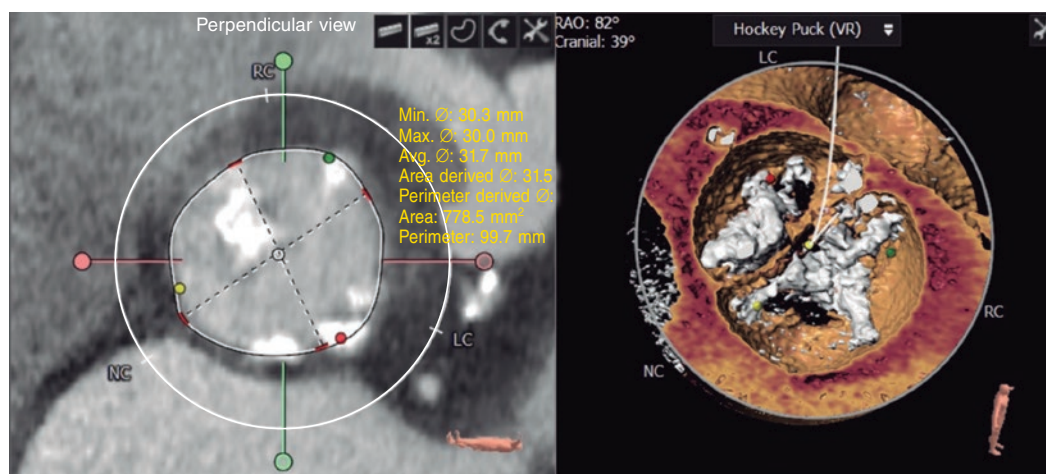 Perpendicular view
x2
RC
Min. Ø: 30.3 mm
Max. Ø: 30.0 mm
Avg. Ø: 31.7 mm
Area derived Ø: 31.5
Perimeter derived Ø:
Area: 778.5 mm²
Perimeter: 99.7 mm
LC
NC
RAO: 82°
Cranial: 39°
Hockey Puck (VR)
LC
RC
NC